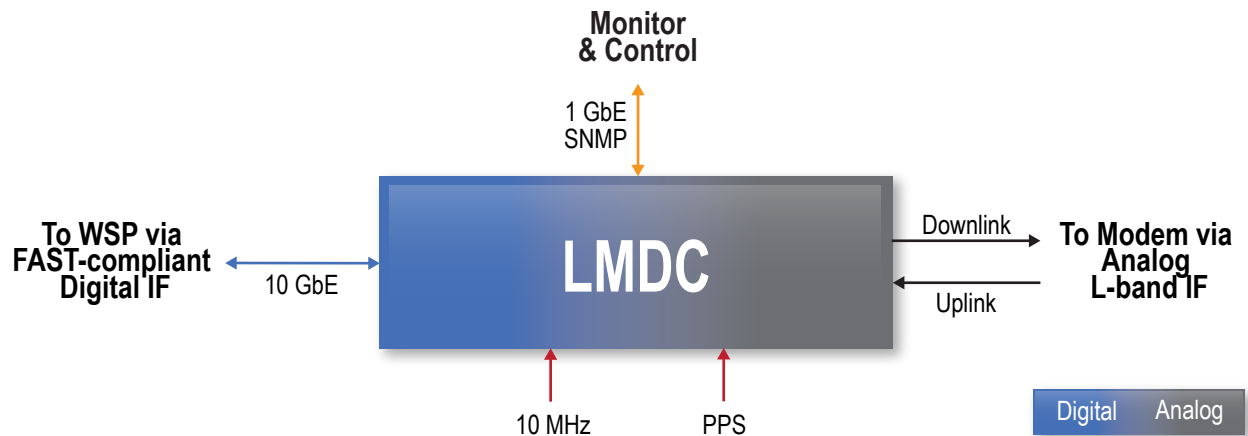 Monitor
& Control
1 GbE
SNMP
To WSP via
FAST-compliant
Digital IF
10 GbE
LMDC
Downlink
Uplink
To Modem via
Analog
L-band IF
10 MHz
PPS
Digital
Analog